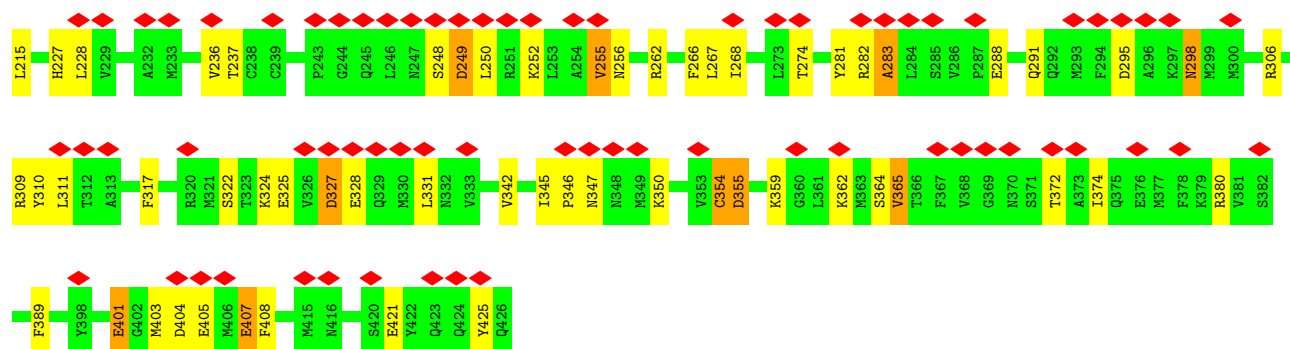 L215 H227 L228 V229 A232 M233 V236 T237 C238 C239 P243 G244 Q245 L246 N247 S248 D249 L250 R251 K252 L253 A254 V255 N256 R262 F266 L267 I268 L273 T274 Y281 R282 A283 L284 S285 V286 P287 E288 Q291 Q292 M293 F294 D295 A296 K297 N298 M299 M300 R306
R309 Y310 L311 T312 A313 F317 R320 M321 S322 T323 K324 E325 V326 D327 E328 Q329 M330 L331 N332 V333 V342 I345 P346 N347 N348 M349 K350 V353 C354 D355 K359 G360 L361 K362 M363 S364 V365 T366 F367 V368 G369 N370 S371 T372 A373 I374 Q375 E376 M377 F378 K379 R380 V381 S382
F389 Y398 E401 G402 M403 D404 E405 M406 E407 F408 M415 N416 S420 E421 Y422 Q423 Q424 Y425 Q426